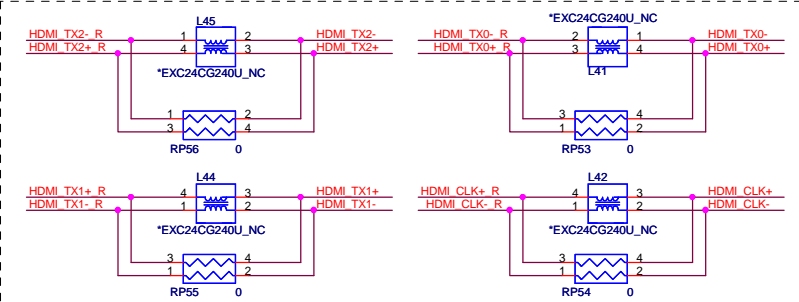 L45
HDMI_TX2-_R 1 2 HDMI_TX2-
HDMI_TX2+_R 4 3 HDMI_TX2+
*EXC24CG240U_NC
1 2
3 4
RP56 0
*EXC24CG240U_NC
HDMI_TX0-_R 2 1 HDMI_TX0-
HDMI_TX0+_R 3 4 HDMI_TX0+
L41
3 4
1 2
RP53 0
L44
HDMI_TX1+_R 4 3 HDMI_TX1+
HDMI_TX1-_R 1 2 HDMI_TX1-
*EXC24CG240U_NC
3 4
1 2
RP55 0
L42
HDMI_CLK+_R 4 3 HDMI_CLK+
HDMI_CLK-_R 1 2 HDMI_CLK-
*EXC24CG240U_NC
3 4
1 2
RP54 0